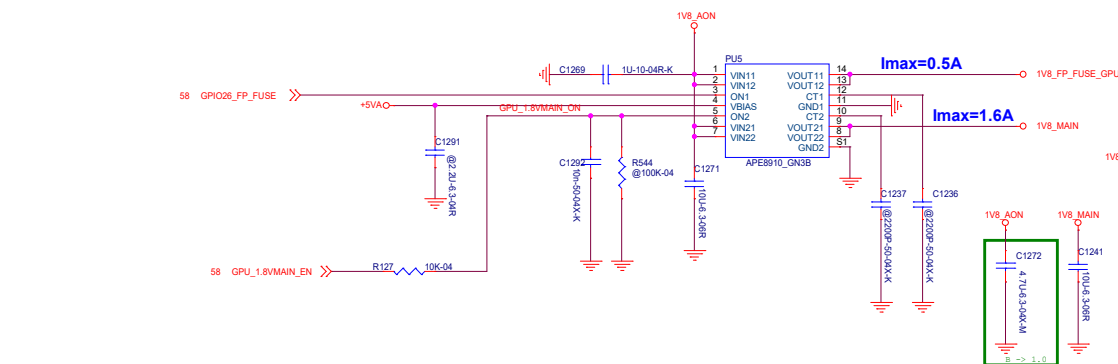 1V8_AON
PU5
C1269
1U-10-04R-K
1
VIN11
VOUT11
14
2
VIN12
VOUT12
13
Imax=0.5A
1V8_FP_FUSE_GPU
58
GPIO26_FP_FUSE
3
ON1
CT1
12
+5VA
4
VBIAS
GND1
11
GPU_1.8VMAIN_ON
5
ON2
CT2
10
Imax=1.6A
6
VIN21
VOUT21
9
1V8_MAIN
7
VIN22
VOUT22
8
GND2
S1
APE8910_GN3B
C1291
@2.2U-6.3-04R
C1292
10n-50-04X-K
R544
@100K-04
C1271
10U-6.3-06R
C1237
@2200P-50-04X-K
C1236
@2200P-50-04X-K
1V8
1V8_AON
1V8_MAIN
C1272
4.7U-6.3-04X-M
C1241
10U-6.3-06R
58
GPU_1.8VMAIN_EN
R127
10K-04
B -> 1.0